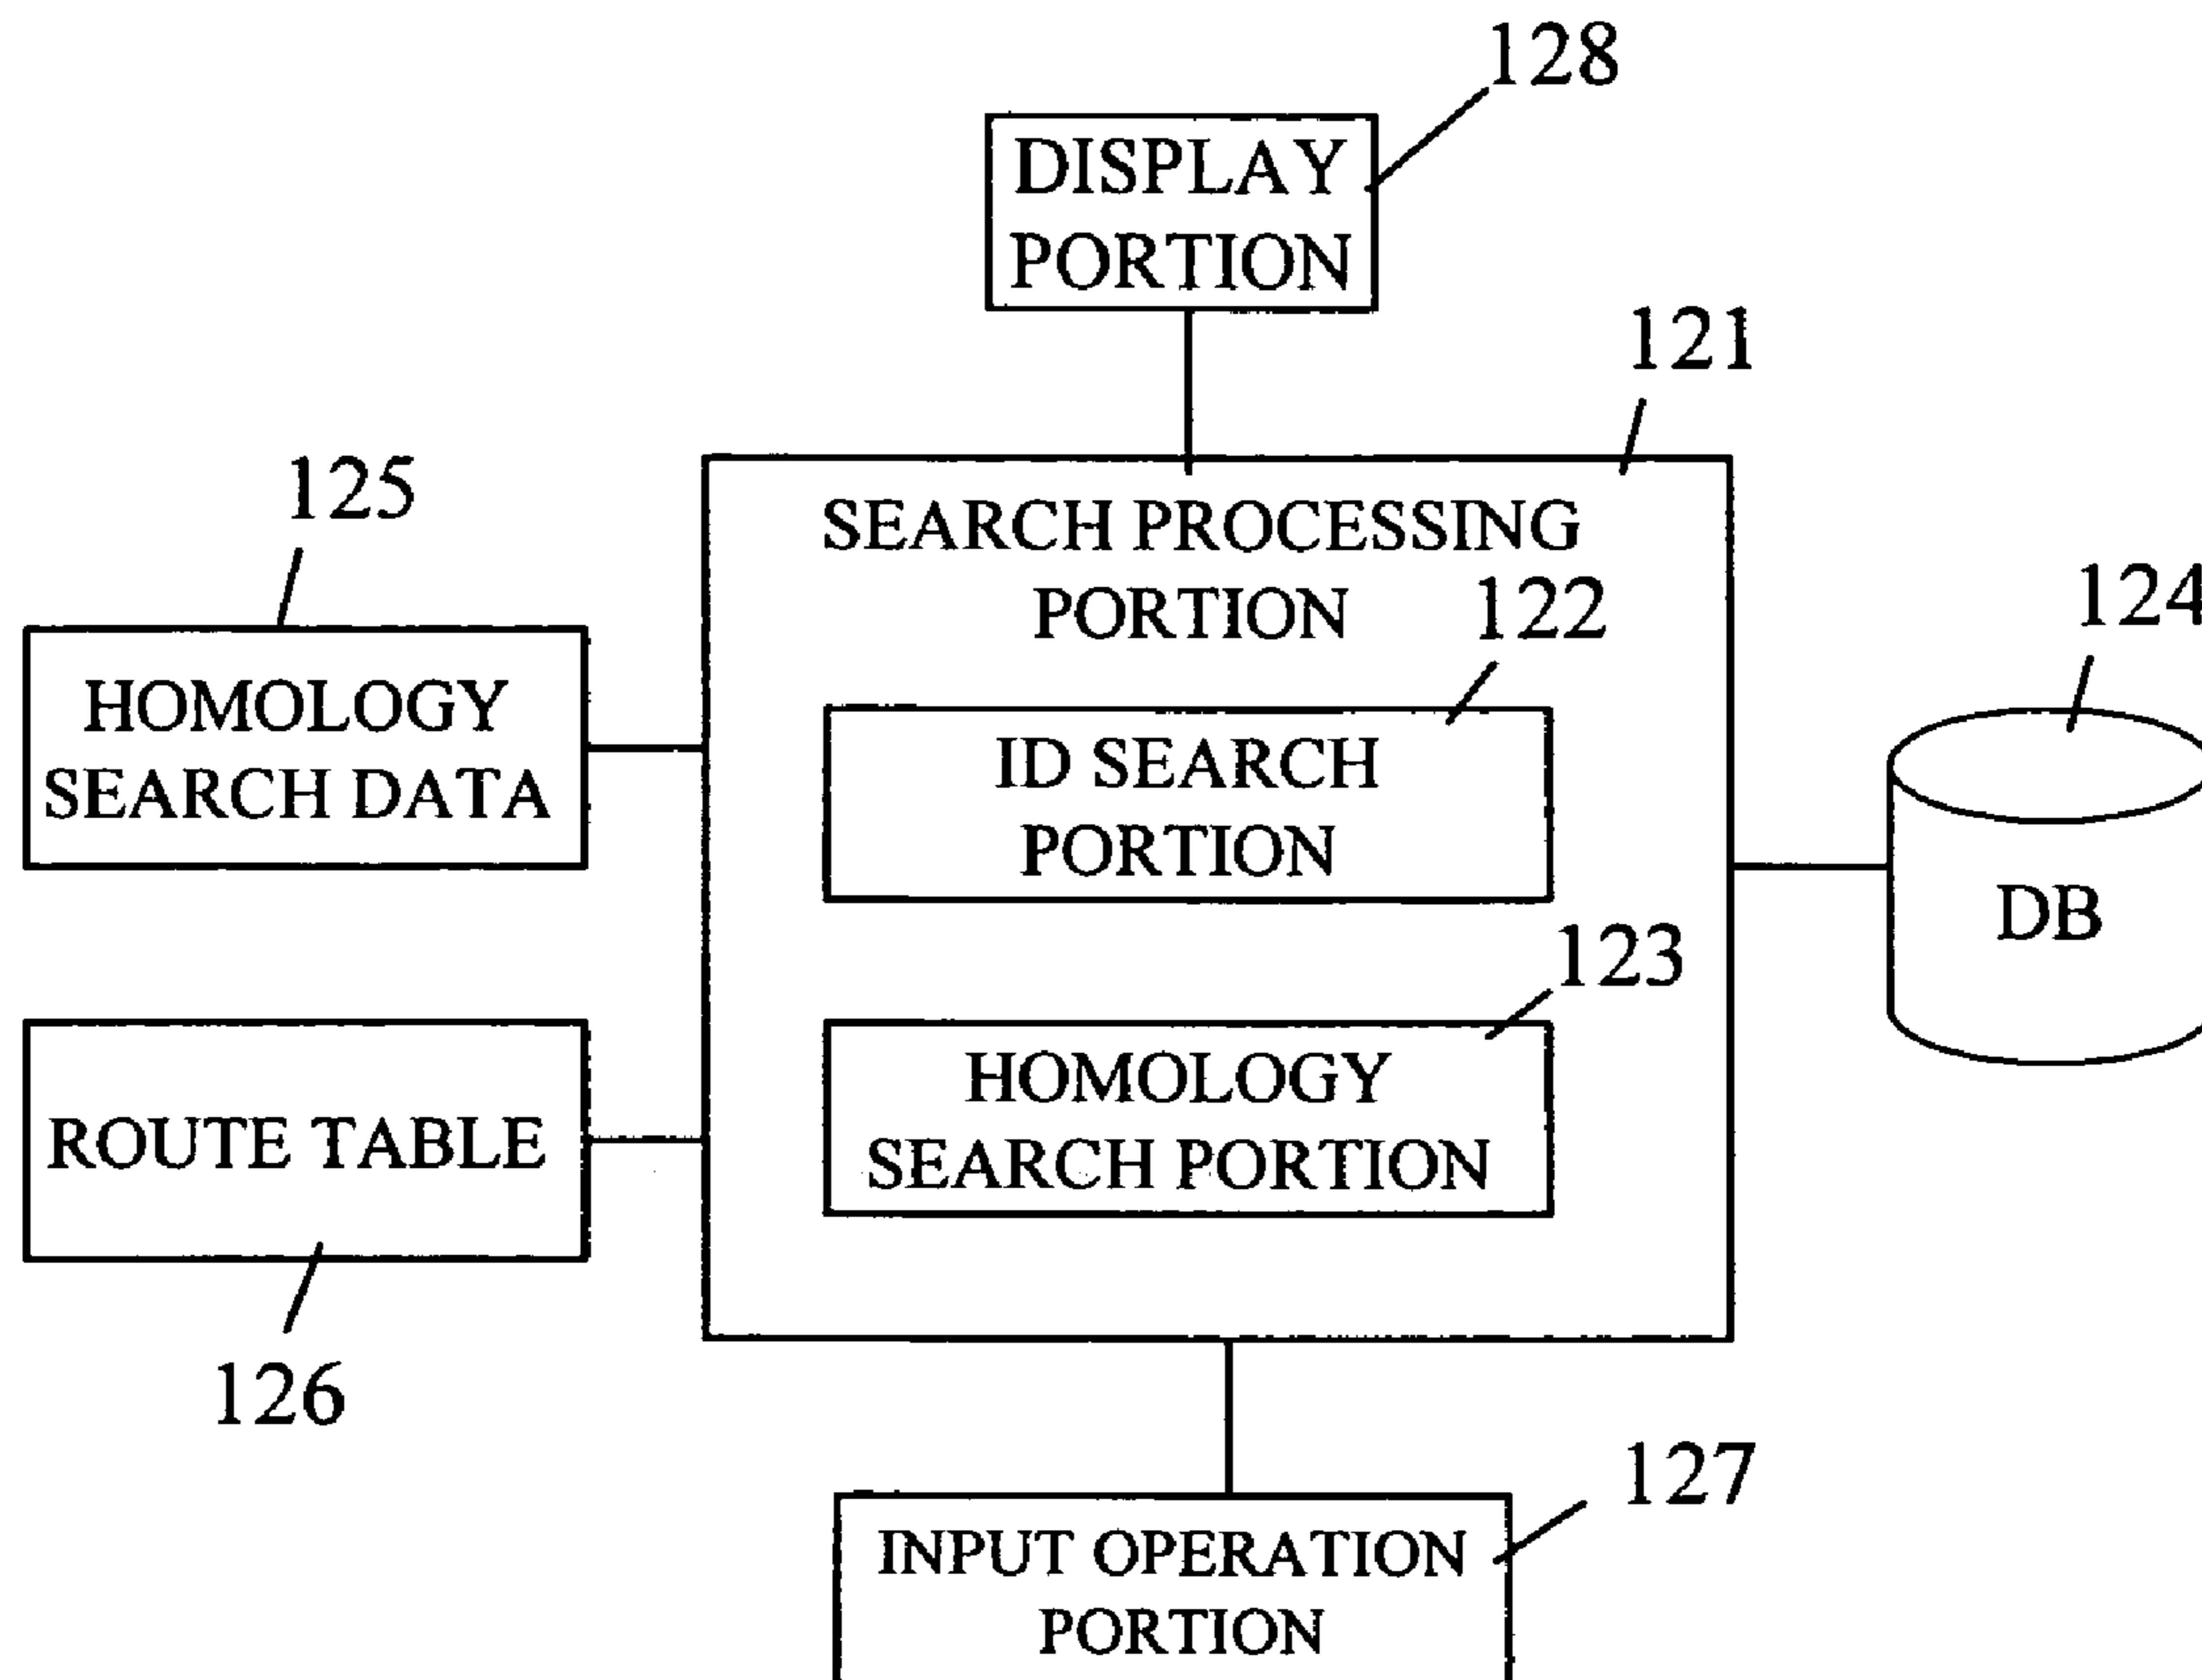 128
DISPLAY
PORTION
121
125
SEARCH PROCESSING
PORTION
122
124
HOMOLOGY
SEARCH DATA
ID SEARCH
PORTION
DB
123
HOMOLOGY
SEARCH PORTION
ROUTE TABLE
126
127
INPUT OPERATION
PORTION